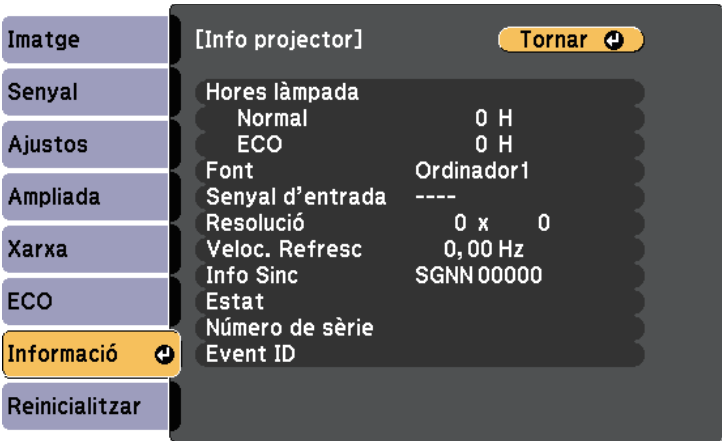 Imatge
Senyal
Ajustos
Ampliada
Xarxa
ECO
Informació
Reinicialitzar
[Info projector] Tornar
Hores làmpada
Normal 0 H
ECO 0 H
Font Ordinador1
Senyal d'entrada ----
Resolució 0 x 0
Veloc. Refresc 0,00 Hz
Info Sinc SGNN 00000
Estat
Número de sèrie
Event ID